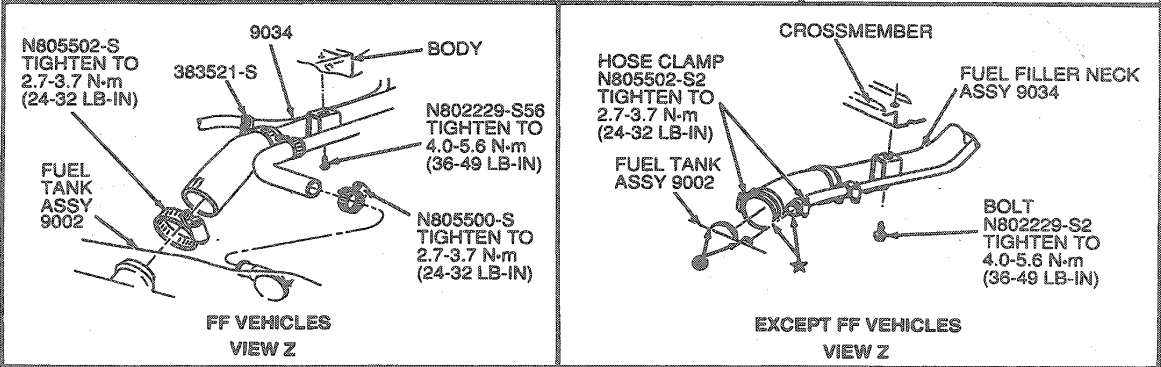 N805502-S
TIGHTEN TO
2.7-3.7 N•m
(24-32 LB-IN)
383521-S
9034
BODY
N802229-S56
TIGHTEN TO
4.0-5.6 N•m
(36-49 LB-IN)
FUEL
TANK
ASSY
9002
N805500-S
TIGHTEN TO
2.7-3.7 N•m
(24-32 LB-IN)
FF VEHICLES
VIEW Z
CROSSMEMBER
HOSE CLAMP
N805502-S2
TIGHTEN TO
2.7-3.7 N•m
(24-32 LB-IN)
FUEL FILLER NECK
ASSY 9034
FUEL TANK
ASSY 9002
BOLT
N802229-S2
TIGHTEN TO
4.0-5.6 N•m
(36-49 LB-IN)
EXCEPT FF VEHICLES
VIEW Z